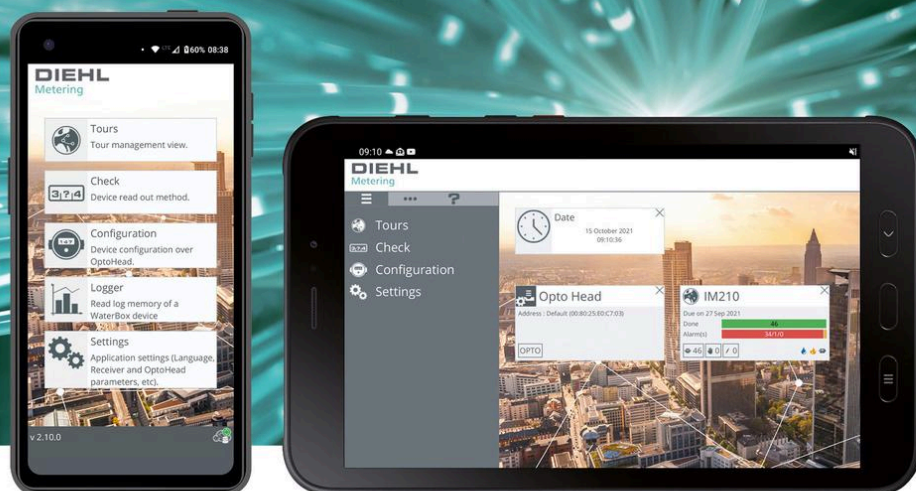 60% 08:38
DIEHL
Metering
Tours
Tour management view.
3|?|4
Check
Device read out method.
Configuration
Device configuration over
OptoHead.
Logger
Read log memory of a
WaterBox device
Settings
Application settings (Language,
Receiver and OptoHead
parameters, etc).
v 2.10.0
09:10
DIEHL
Metering
?
Tours
Check
Configuration
Settings
Date
15 October 2021
09:10:36
Opto Head
Address : Default (00:80:25:E0:C7:03)
OPTO
IM210
Due on 27 Sep 2021
Done 46
Alarm(s) 34/1/0
46 0 / 0